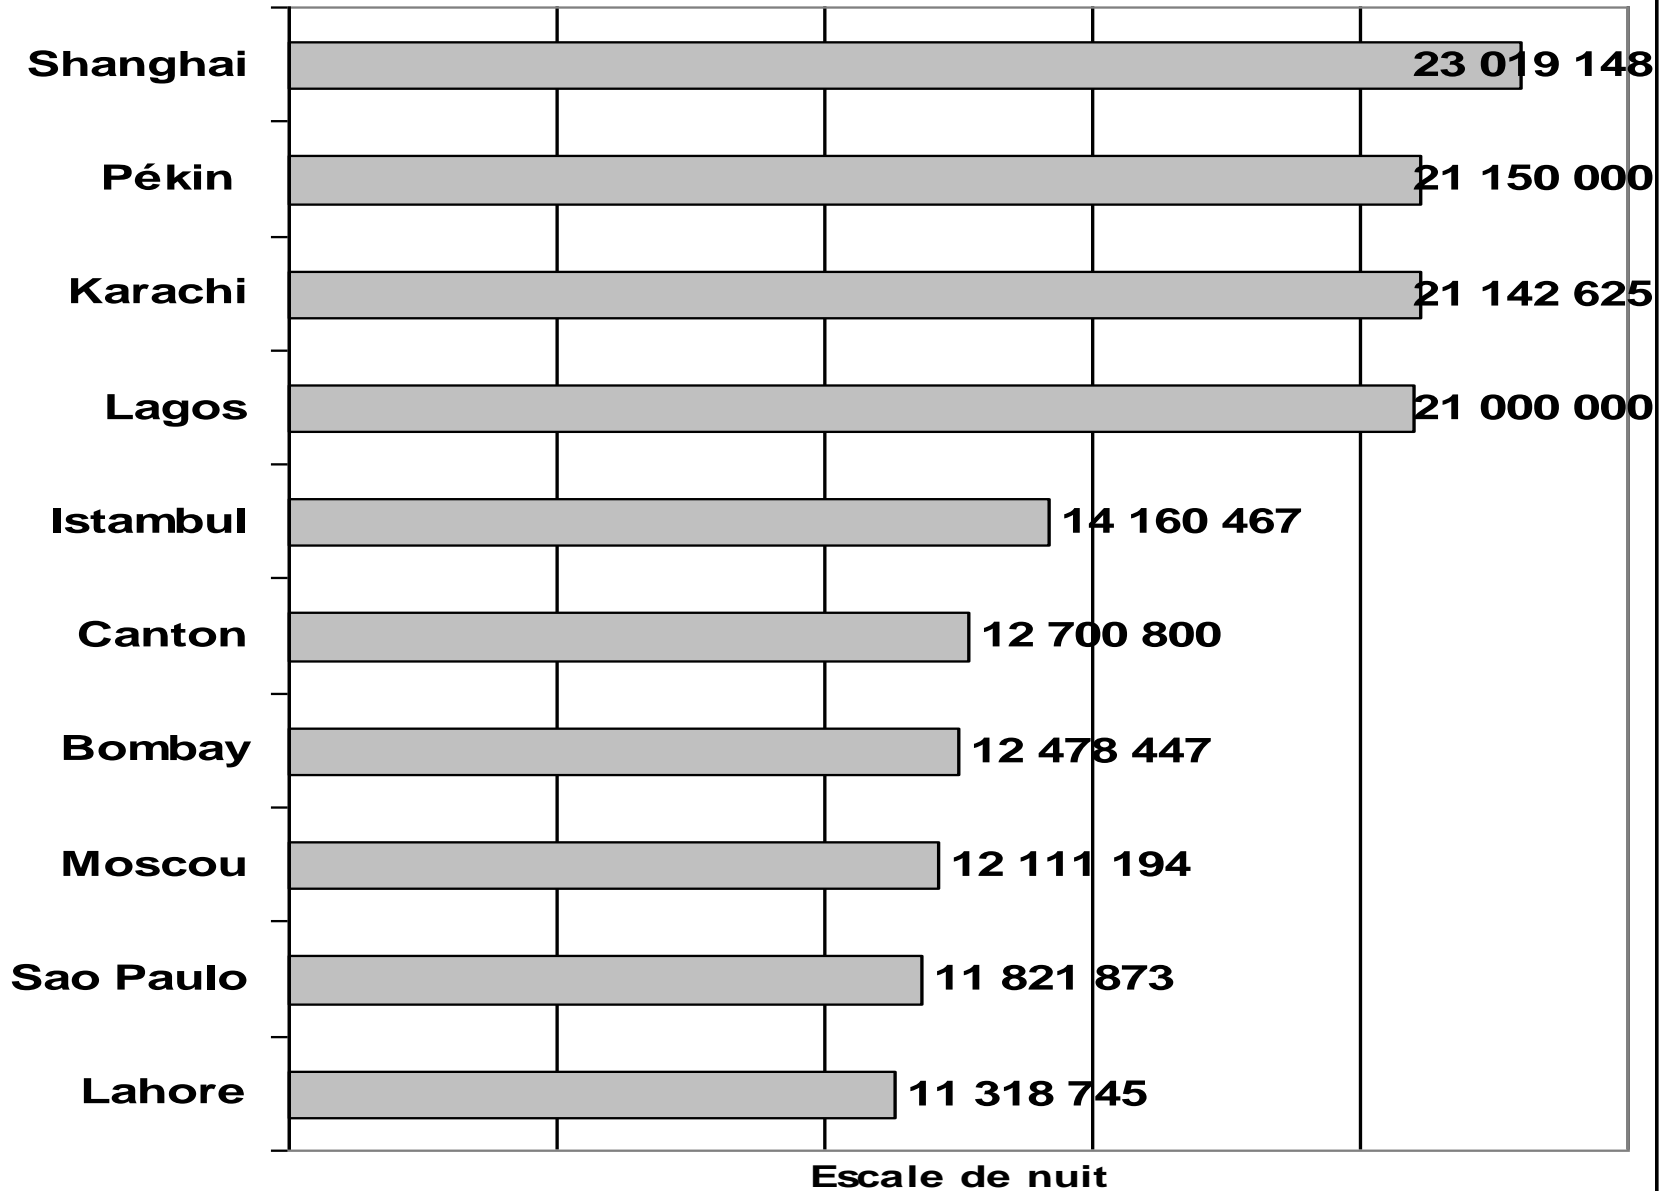 Shanghai 23 019 148
Pékin 21 150 000
Karachi 21 142 625
Lagos 21 000 000
Istambul 14 160 467
Canton 12 700 800
Bombay 12 478 447
Moscou 12 111 194
Sao Paulo 11 821 873
Lahore 11 318 745
Escale de nuit